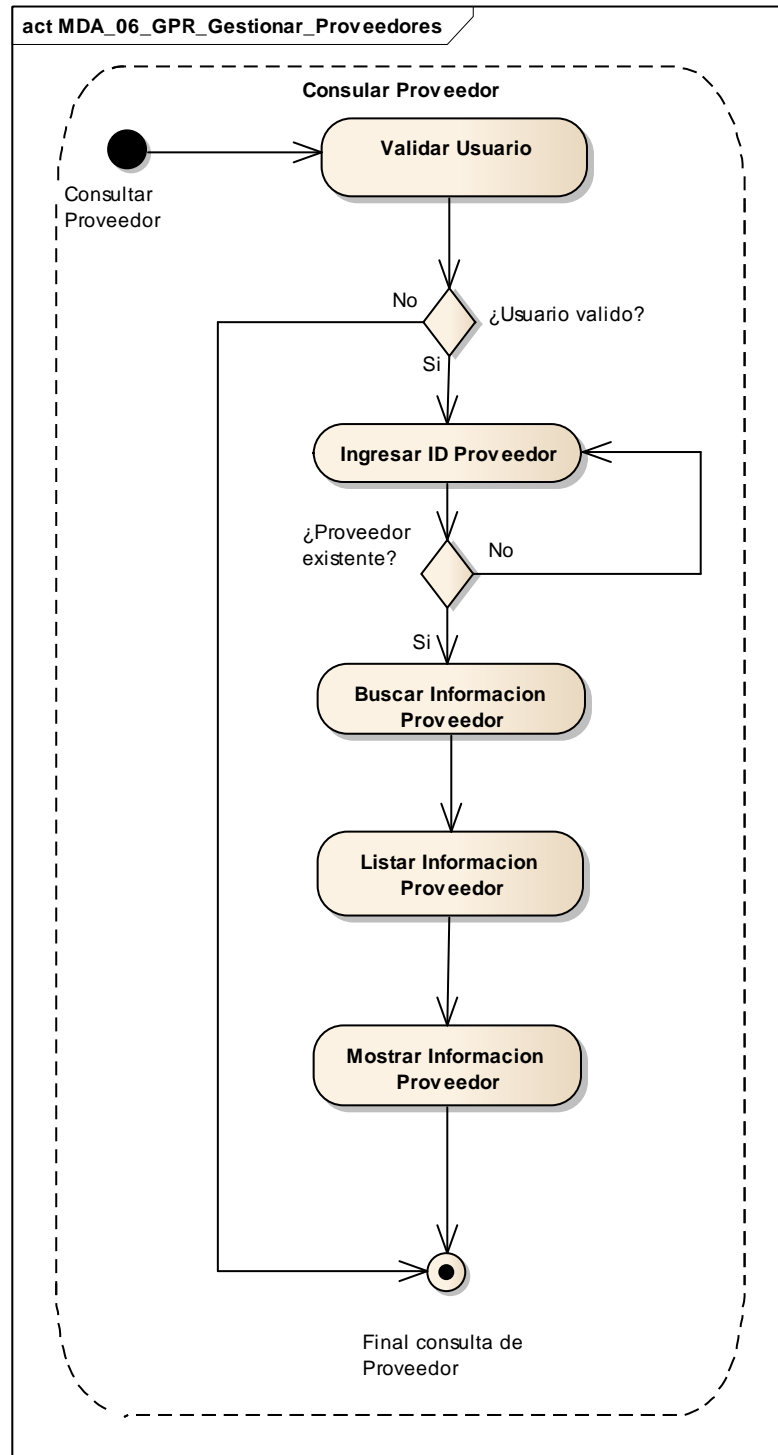 act MDA_06_GPR_Gestionar_Proveedores
Consular Proveedor
Validar Usuario
Consultar
Proveedor
No
¿Usuario valido?
Si
Ingresar ID Proveedor
¿Proveedor
existente?
No
Si
Buscar Informacion
Proveedor
Listar Informacion
Proveedor
Mostrar Informacion
Proveedor
Final consulta de
Proveedor